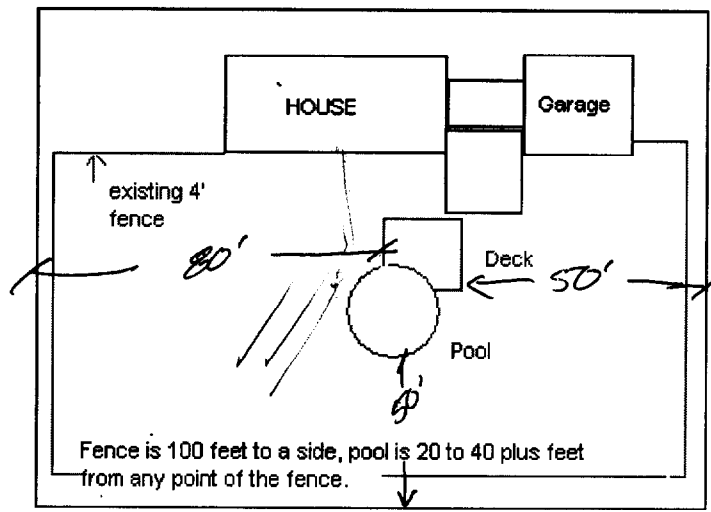 HOUSE
Garage
existing 4'
fence
80'
Deck
50'
Pool
50'
Fence is 100 feet to a side, pool is 20 to 40 plus feet
from any point of the fence.